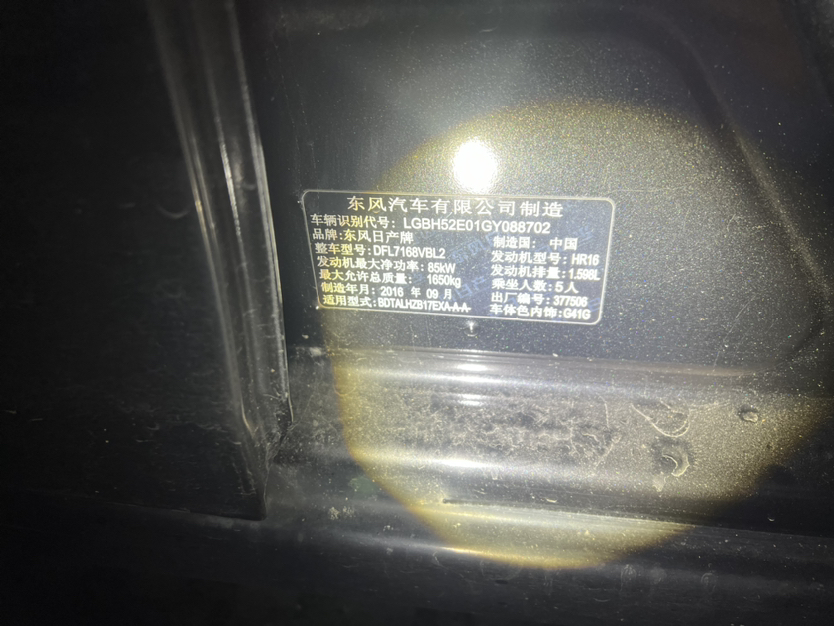 东风汽车有限公司制造
车辆识别代号: LGBH52E01GY088702
品牌:东风日产牌 制造国: 中国
整车型号:DFL7168VBL2 发动机型号:HR16
发动机最大净功率:85kW 发动机排量:1.598L
最大允许总质量: 1650kg 乘坐人数:5人
制造年月:2016 年 09 月 出厂编号:377506
适用型式:BDTALHZB17EXA-A-A- 车体色内饰:G41G